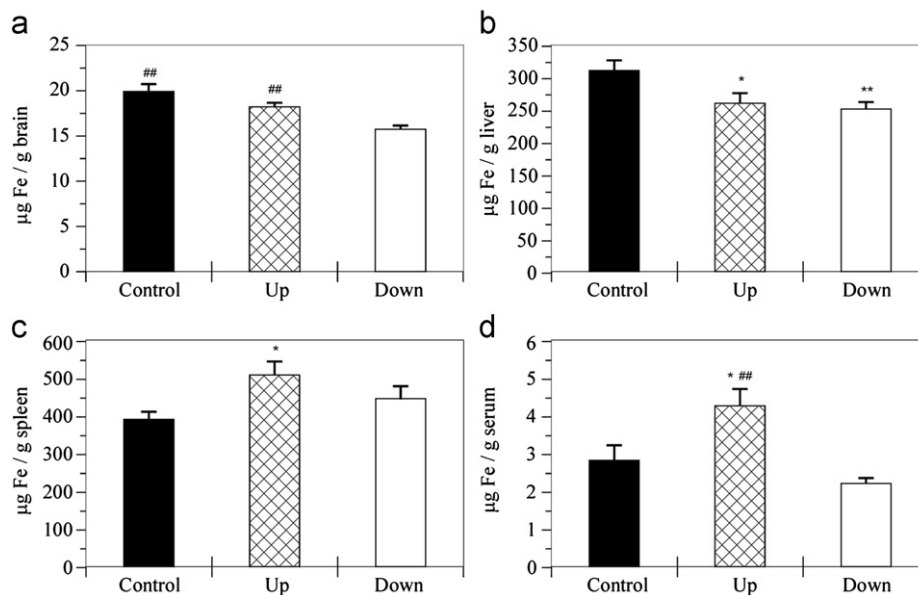 a
25
20
15
10
5
0
µg Fe / g brain
##
##
Control Up Down
b
350
300
250
200
150
100
50
0
µg Fe / g liver
*
**
Control Up Down
c
600
500
400
300
200
100
0
µg Fe / g spleen
*
Control Up Down
d
6
5
4
3
2
1
0
µg Fe / g serum
* ##
Control Up Down